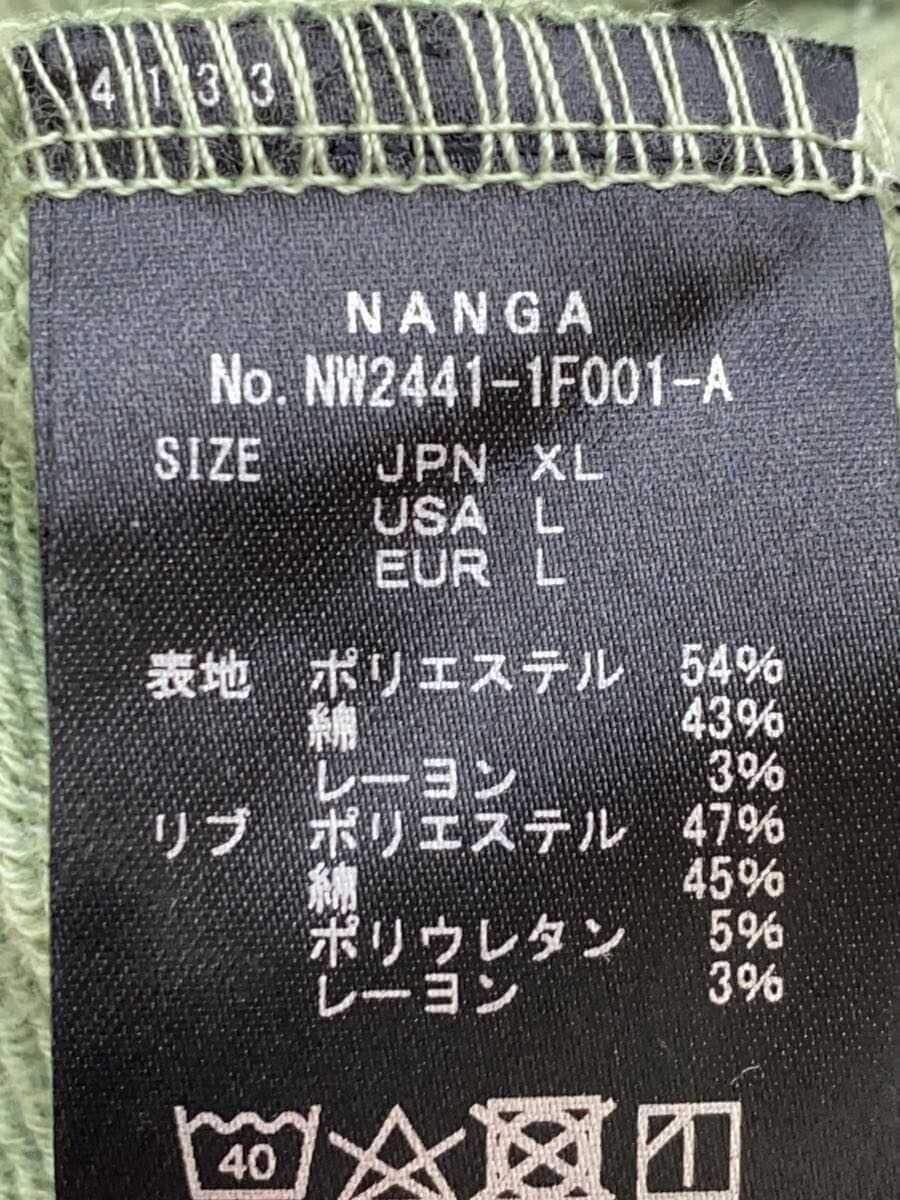 4133
NANGA
No. NW2441-1F001-A
SIZE JPN XL
USA L
EUR L
表地 ポリエステル 54%
綿 43%
レーヨン 3%
リブ ポリエステル 47%
綿 45%
ポリウレタン 5%
レーヨン 3%
40